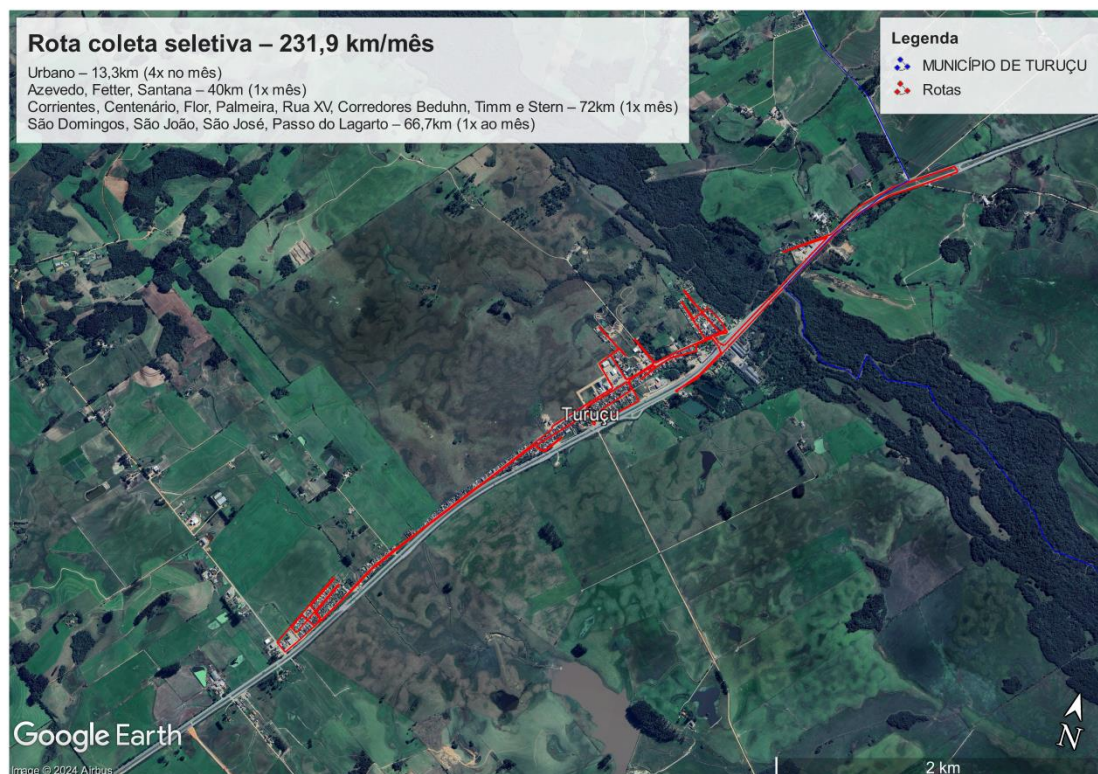 Rota coleta seletiva – 231,9 km/mês
Urbano – 13,3km (4x no mês)
Azevedo, Fetter, Santana – 40km (1x mês)
Corrientes, Centenário, Flor, Palmeira, Rua XV, Corredores Beduhn, Timm e Stern – 72km (1x mês)
São Domingos, São João, São José, Passo do Lagarto – 66,7km (1x ao mês)
Legenda
MUNICÍPIO DE TURUÇU
Rotas
Turuçu
Google Earth
Image © 2024 Airbus
2 km
N